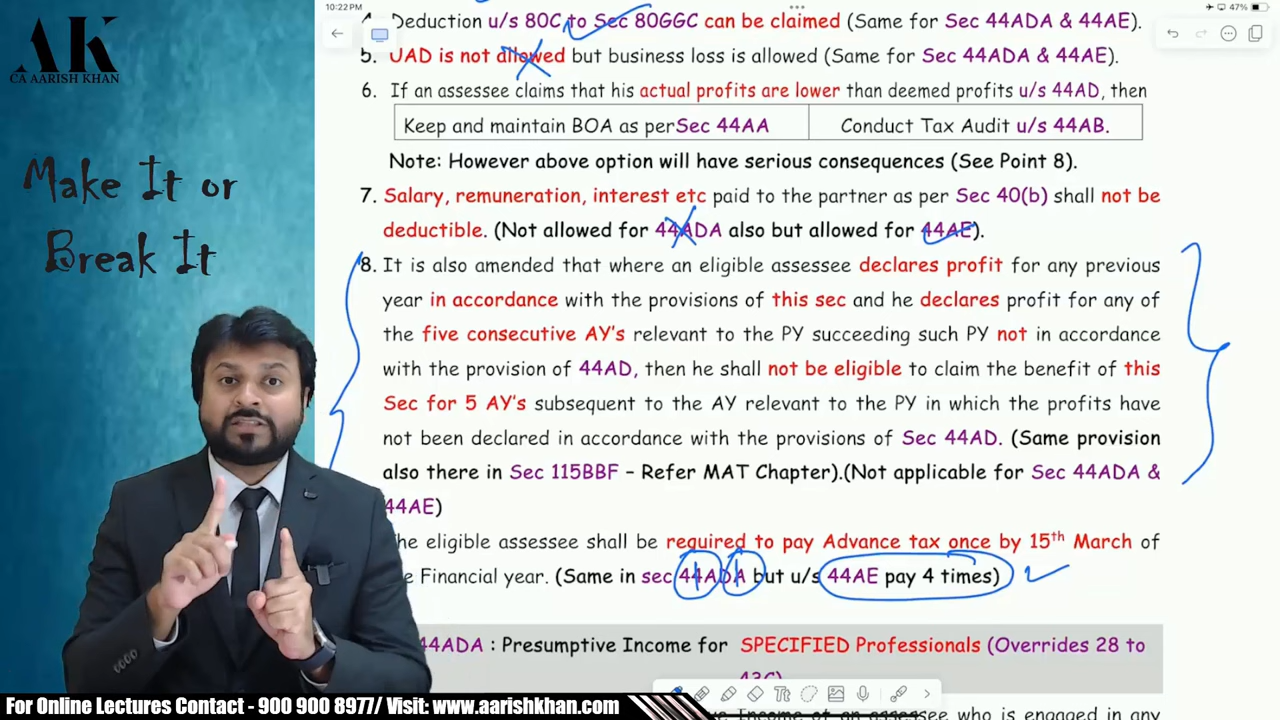 10:22 PM
47%
AK
CA AARISH KHAN
Make It or
Break It
4. Deduction u/s 80C to Sec 80GGC can be claimed (Same for Sec 44ADA & 44AE).
5. UAD is not allowed but business loss is allowed (Same for Sec 44ADA & 44AE).
6. If an assessee claims that his actual profits are lower than deemed profits u/s 44AD, then
Keep and maintain BOA as per Sec 44AA
Conduct Tax Audit u/s 44AB.
Note: However above option will have serious consequences (See Point 8).
7. Salary, remuneration, interest etc paid to the partner as per Sec 40(b) shall not be
deductible. (Not allowed for 44ADA also but allowed for 44AE).
8. It is also amended that where an eligible assessee declares profit for any previous
year in accordance with the provisions of this sec and he declares profit for any of
the five consecutive AY's relevant to the PY succeeding such PY not in accordance
with the provision of 44AD, then he shall not be eligible to claim the benefit of this
Sec for 5 AY's subsequent to the AY relevant to the PY in which the profits have
not been declared in accordance with the provisions of Sec 44AD. (Same provision
also there in Sec 115BBF – Refer MAT Chapter).(Not applicable for Sec 44ADA &
44AE)
he eligible assessee shall be required to pay Advance tax once by 15th March of
Financial year. (Same in sec 44ADA but u/s 44AE pay 4 times)
44ADA : Presumptive Income for SPECIFIED Professionals (Overrides 28 to
43C)
Income of an assessee who is engaged in any
For Online Lectures Contact - 900 900 8977/ Visit: www.aarishkhan.com